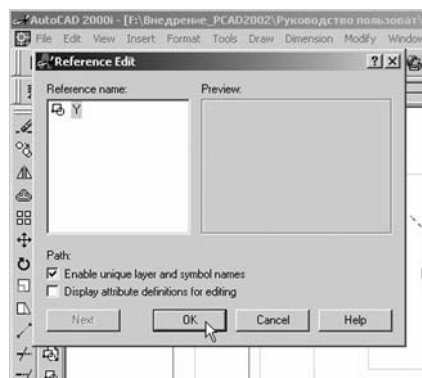 AutoCAD 2000i - [F:\Внедрение_PCAD2002\Руководство пользоват\
File Edit View Insert Format Tools Draw Dimension Modify Window
Reference Edit
Reference name:
Preview:
Y
Path:
Enable unique layer and symbol names
Display attribute definitions for editing
Next OK Cancel Help